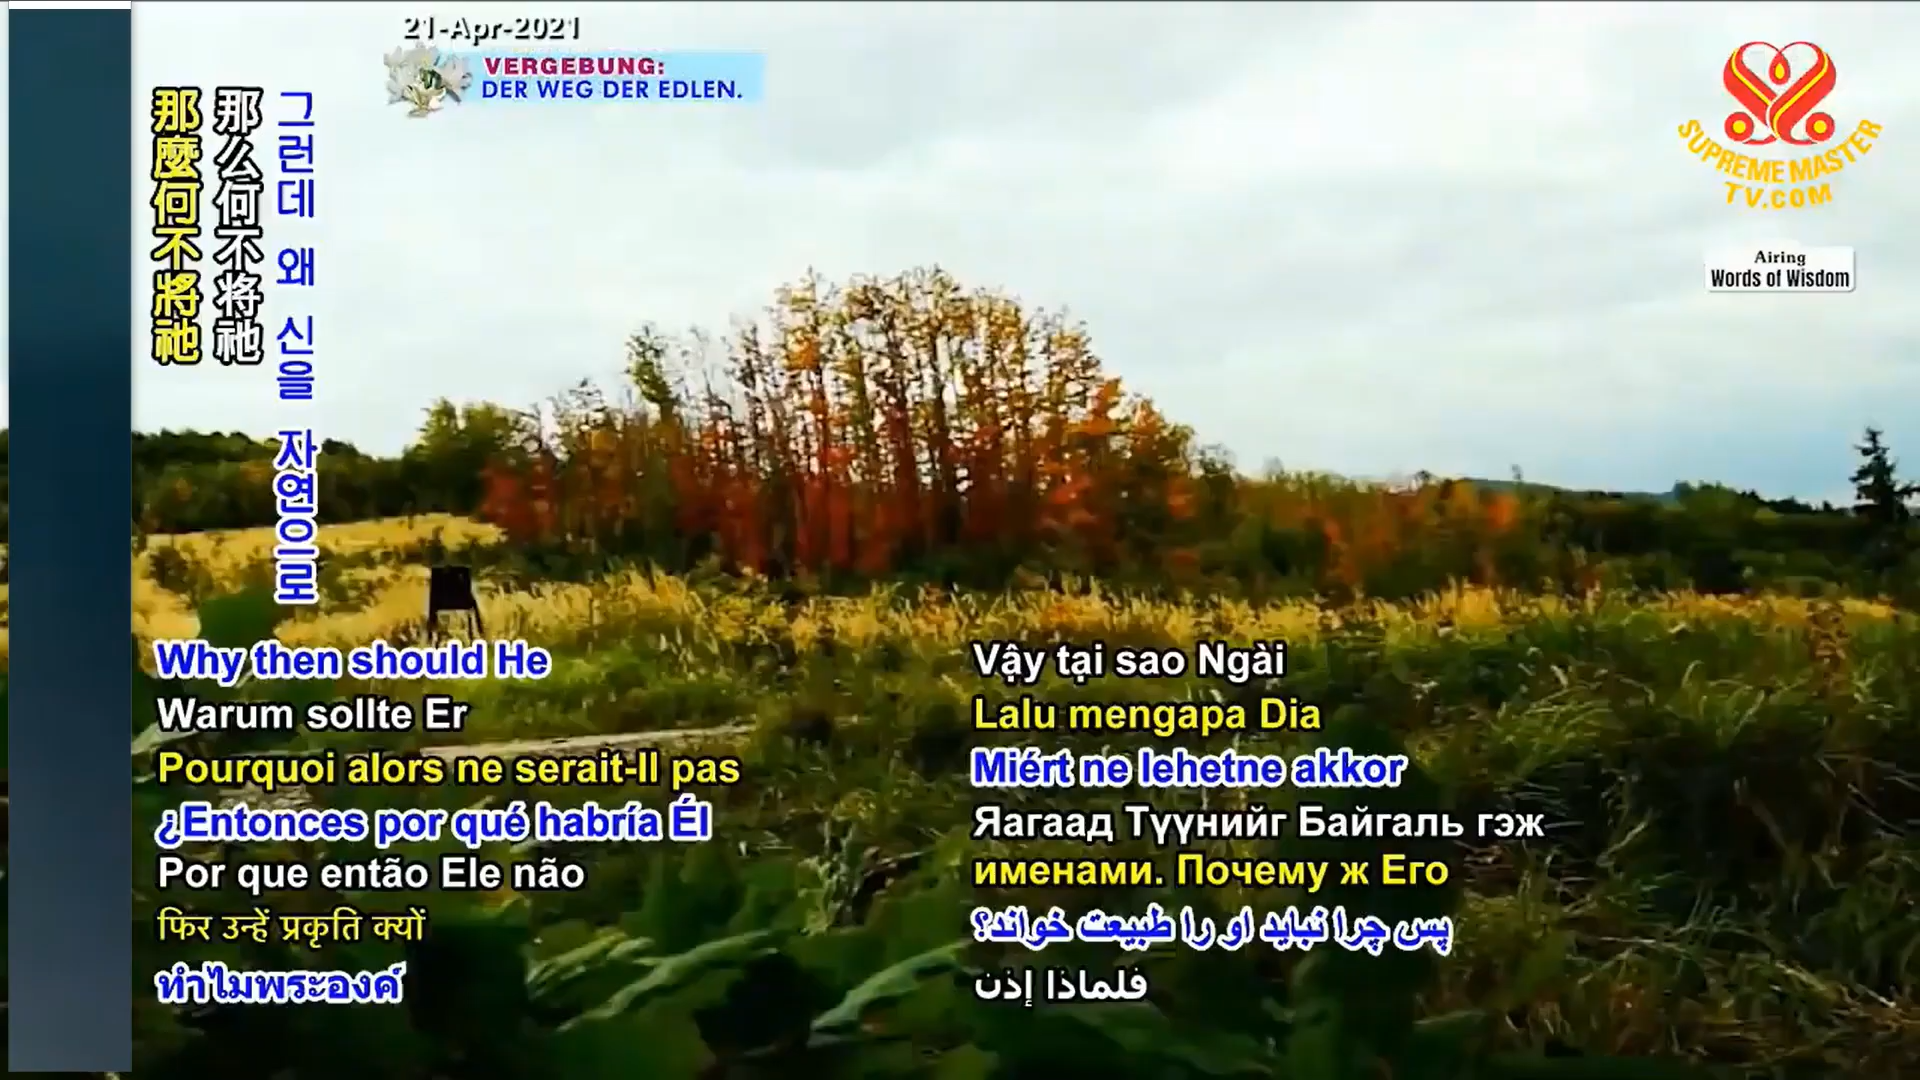 21-Apr-2021
VERGEBUNG:
DER WEG DER EDLEN.
SUPREME MASTER
TV.COM
Airing
Words of Wisdom
那麼何不將祂
那么何不将祂
그런데 왜 신을 자연으로
Why then should He
Warum sollte Er
Pourquoi alors ne serait-Il pas
¿Entonces por qué habría Él
Por que então Ele não
फिर उन्हें प्रकृति क्यों
ทำไมพระองค์
Vậy tại sao Ngài
Lalu mengapa Dia
Miért ne lehetne akkor
Яагаад Түүнийг Байгаль гэж
именами. Почему ж Его
پس چرا نباید او را طبیعت خواند؟
فلماذا إذن